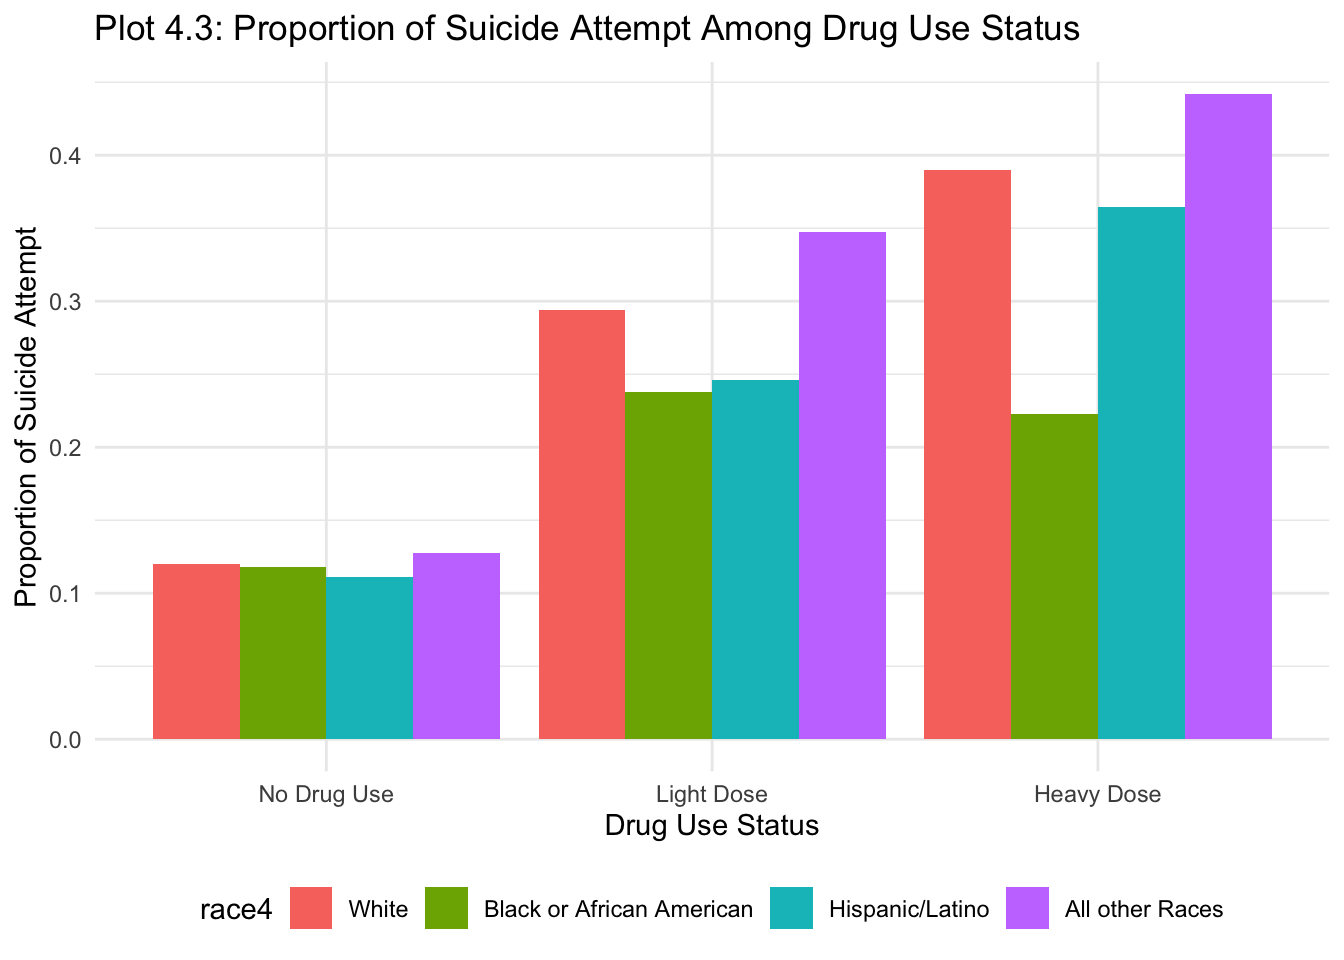 Plot 4.3: Proportion of Suicide Attempt Among Drug Use Status
Proportion of Suicide Attempt
0.4
0.3
0.2
0.1
0.0
No Drug Use Light Dose Heavy Dose
Drug Use Status
race4 White Black or African American Hispanic/Latino All other Races